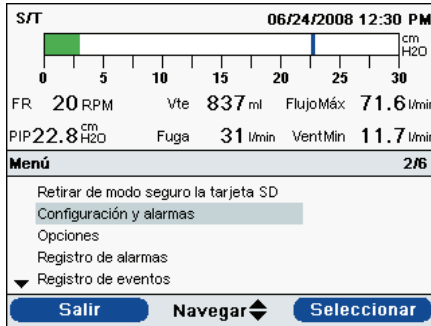 S/T 06/24/2008 12:30 PM
cm H2O
0 5 10 15 20 25 30
FR 20 RPM Vte 837 ml FlujoMáx 71.6 l/min
PIP 22.8 cm H2O Fuga 31 l/min VentMin 11.7 l/min
Menú 2/6
Retirar de modo seguro la tarjeta SD
Configuración y alarmas
Opciones
Registro de alarmas
Registro de eventos
Salir Navegar Seleccionar